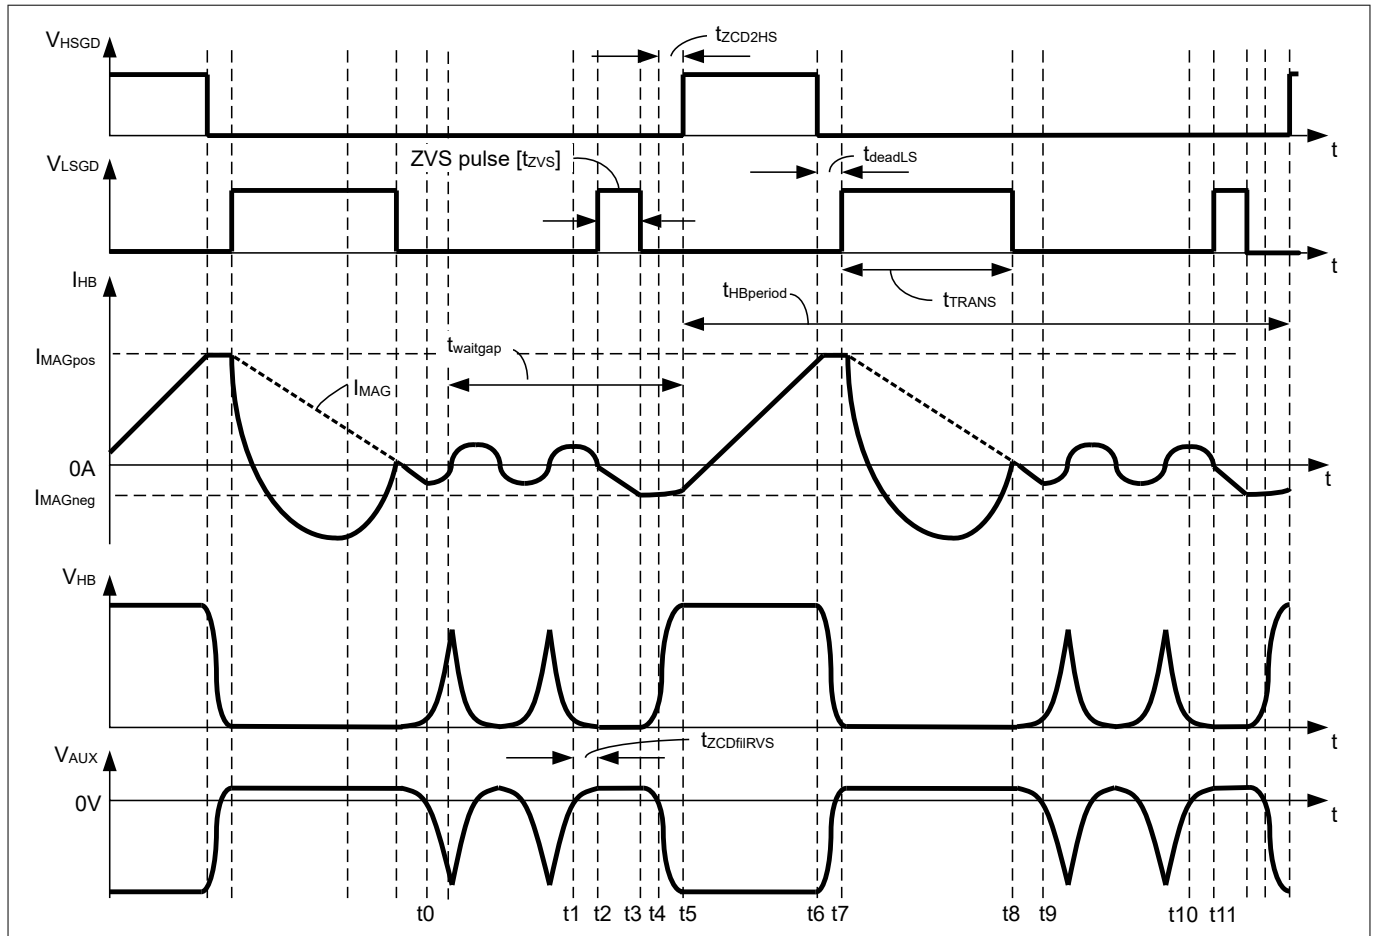 VHSGD
tZCD2HS
t
VLSGD
ZVS pulse [tZVS]
tdeadLS
t
IHB
tHBperiod
tTRANS
IMAGpos
twaitgap
IMAG
0A
t
IMAGneg
VHB
t
VAUX
tZCDfilRVS
0V
t
t0 t1 t2 t3 t4 t5 t6 t7 t8 t9 t10 t11